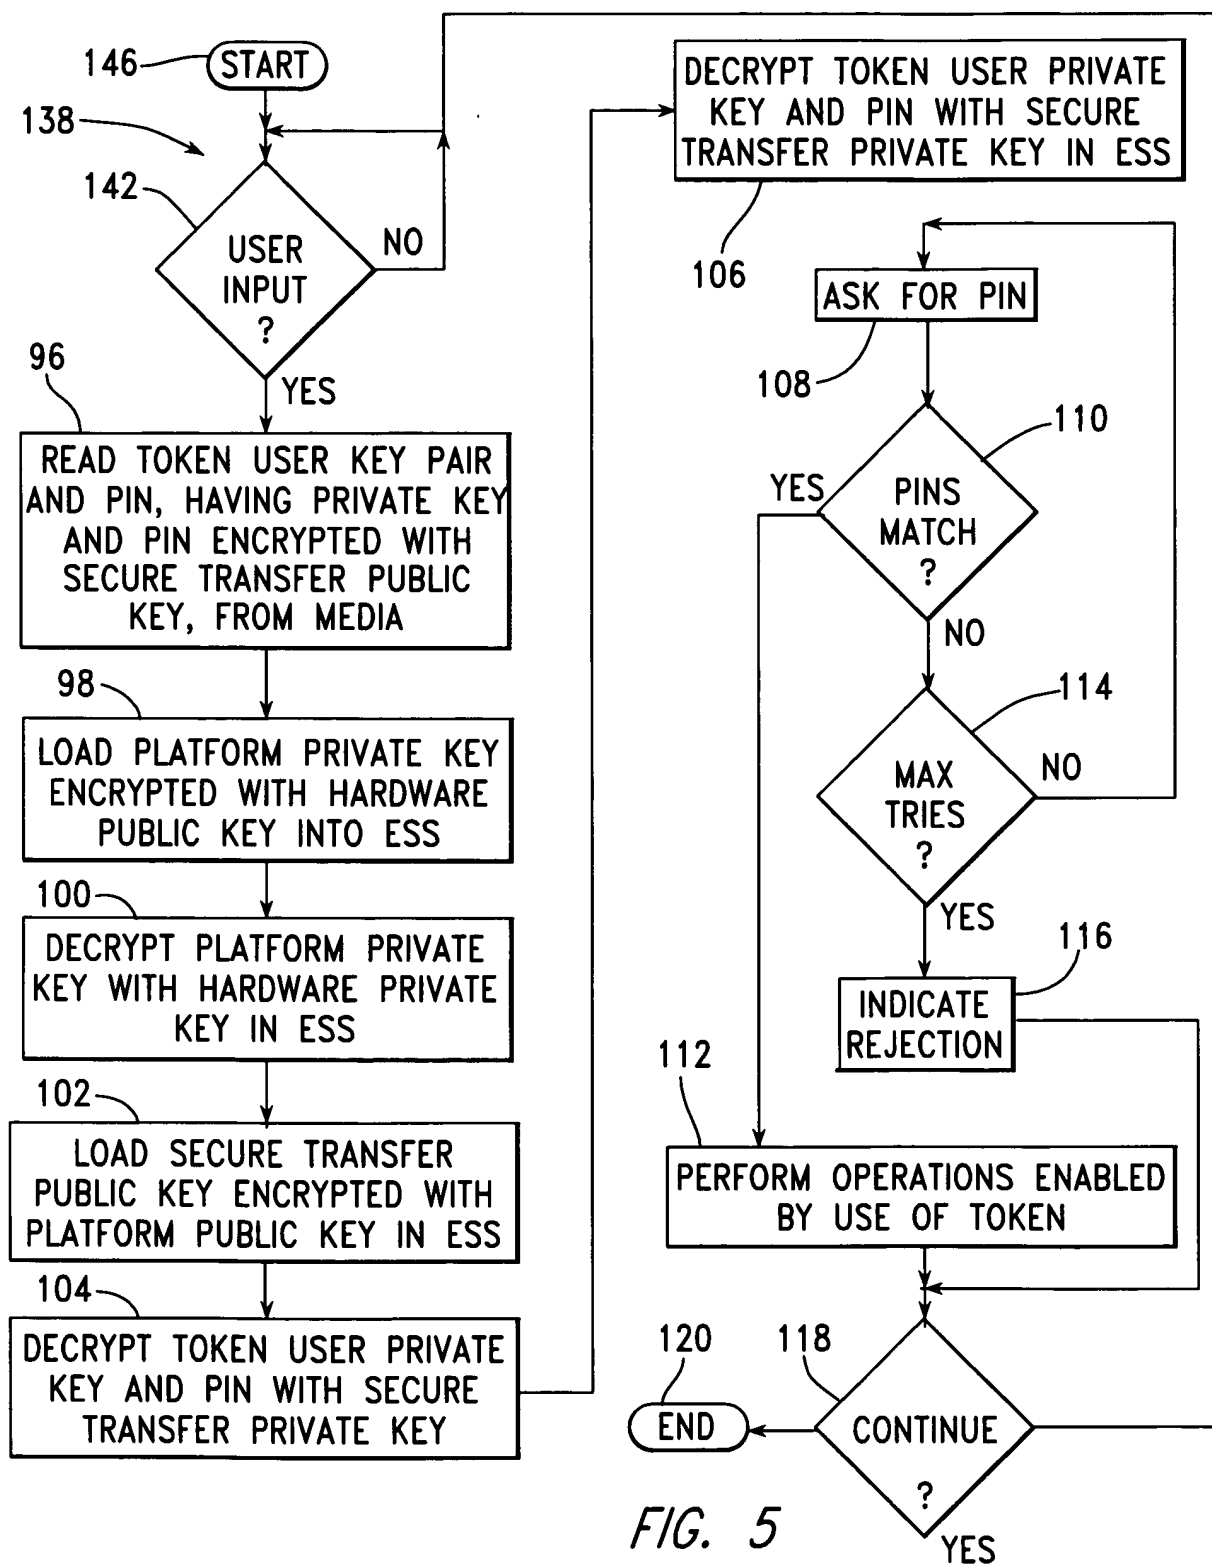 146
START
138
142
USER
INPUT
?
NO
YES
96
READ TOKEN USER KEY PAIR
AND PIN, HAVING PRIVATE KEY
AND PIN ENCRYPTED WITH
SECURE TRANSFER PUBLIC
KEY, FROM MEDIA
98
LOAD PLATFORM PRIVATE KEY
ENCRYPTED WITH HARDWARE
PUBLIC KEY INTO ESS
100
DECRYPT PLATFORM PRIVATE
KEY WITH HARDWARE PRIVATE
KEY IN ESS
102
LOAD SECURE TRANSFER
PUBLIC KEY ENCRYPTED WITH
PLATFORM PUBLIC KEY IN ESS
104
DECRYPT TOKEN USER PRIVATE
KEY AND PIN WITH SECURE
TRANSFER PRIVATE KEY
DECRYPT TOKEN USER PRIVATE
KEY AND PIN WITH SECURE
TRANSFER PRIVATE KEY IN ESS
106
ASK FOR PIN
108
110
YES
PINS
MATCH
?
NO
114
MAX
TRIES
?
NO
YES
116
INDICATE
REJECTION
112
PERFORM OPERATIONS ENABLED
BY USE OF TOKEN
120
END
118
CONTINUE
?
YES
FIG. 5